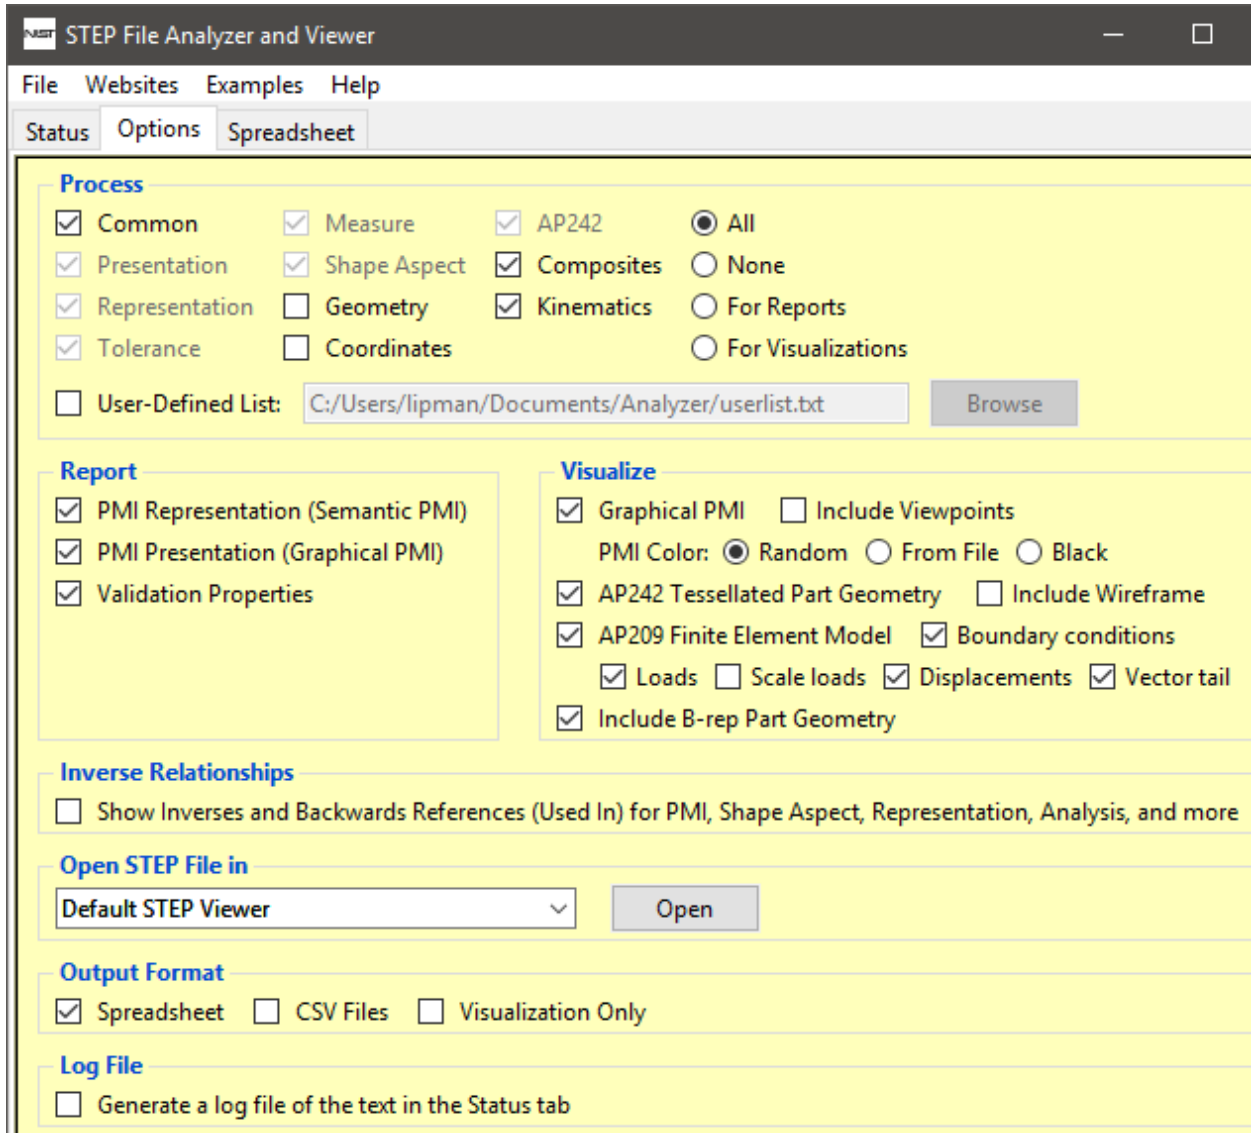 NIST STEP File Analyzer and Viewer
File Websites Examples Help
Status Options Spreadsheet
Process
Common Measure AP242 All
Presentation Shape Aspect Composites None
Representation Geometry Kinematics For Reports
Tolerance Coordinates For Visualizations
User-Defined List: C:/Users/lipman/Documents/Analyzer/userlist.txt Browse
Report
PMI Representation (Semantic PMI)
PMI Presentation (Graphical PMI)
Validation Properties
Visualize
Graphical PMI Include Viewpoints
PMI Color: Random From File Black
AP242 Tessellated Part Geometry Include Wireframe
AP209 Finite Element Model Boundary conditions
Loads Scale loads Displacements Vector tail
Include B-rep Part Geometry
Inverse Relationships
Show Inverses and Backwards References (Used In) for PMI, Shape Aspect, Representation, Analysis, and more
Open STEP File in
Default STEP Viewer Open
Output Format
Spreadsheet CSV Files Visualization Only
Log File
Generate a log file of the text in the Status tab